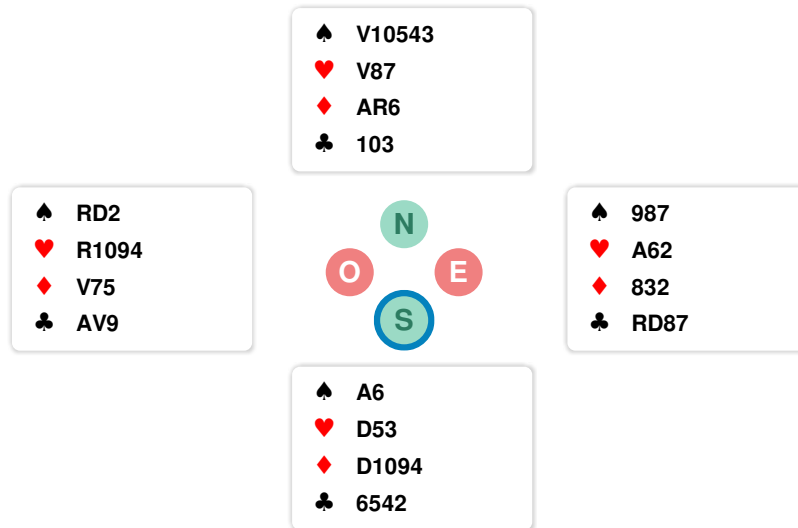 ♠ V10543
♥ V87
♦ AR6
♣ 103
♠ RD2
♥ R1094
♦ V75
♣ AV9
N
O E
S
♠ 987
♥ A62
♦ 832
♣ RD87
♠ A6
♥ D53
♦ D1094
♣ 6542